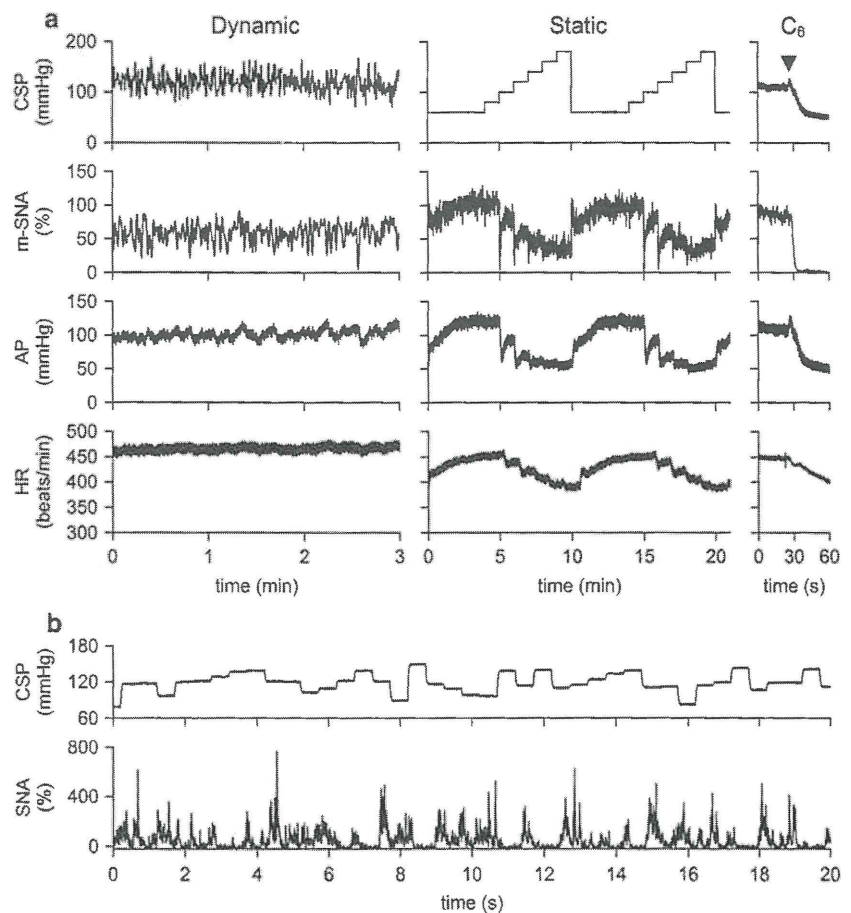 a
Dynamic
Static
C6
200
100
0
CSP
(mmHg)
150
100
50
0
m-SNA
(%)
150
100
50
0
AP
(mmHg)
500
450
400
350
300
HR
(beats/min)
0 1 2 3
time (min)
0 5 10 15 20
time (min)
0 30 60
time (s)
b
180
120
60
CSP
(mmHg)
800
400
0
SNA
(%)
0 2 4 6 8 10 12 14 16 18 20
time (s)